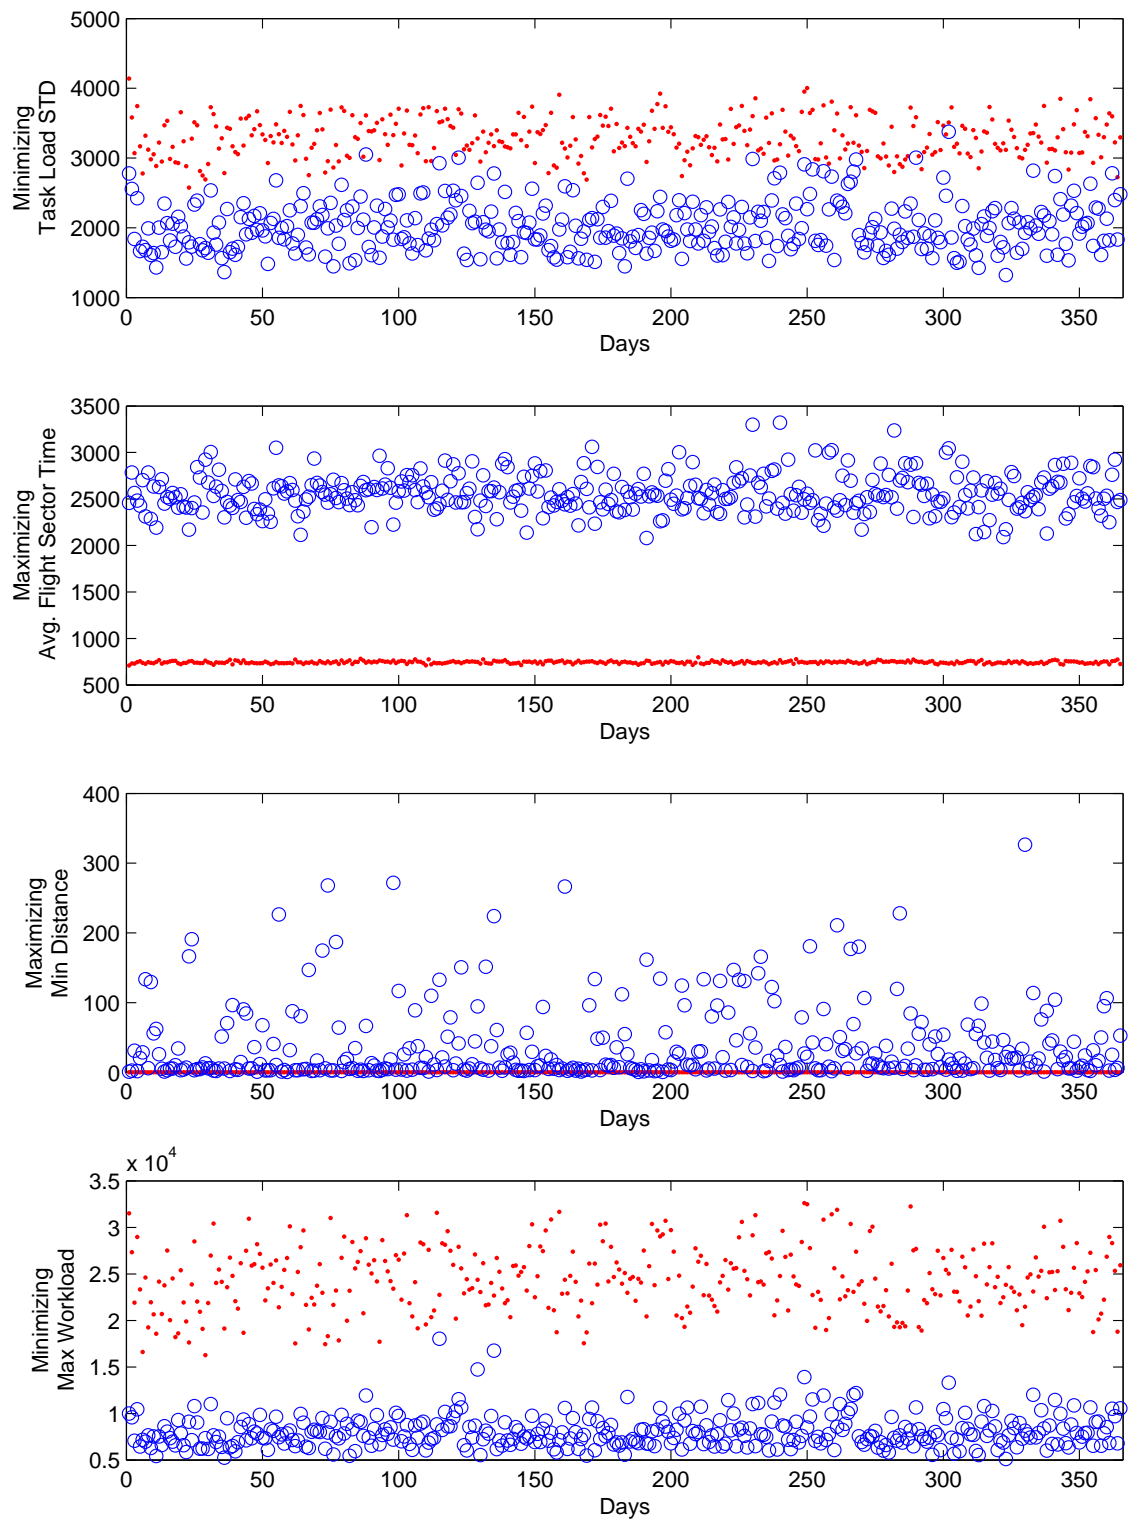 5000
4000
3000
2000
1000
Minimizing
Task Load STD
0 50 100 150 200 250 300 350
Days
3500
3000
2500
2000
1500
1000
500
Maximizing
Avg. Flight Sector Time
0 50 100 150 200 250 300 350
Days
400
300
200
100
0
Maximizing
Min Distance
0 50 100 150 200 250 300 350
Days
x 10^4
3.5
3
2.5
2
1.5
1
0.5
Minimizing
Max Workload
0 50 100 150 200 250 300 350
Days